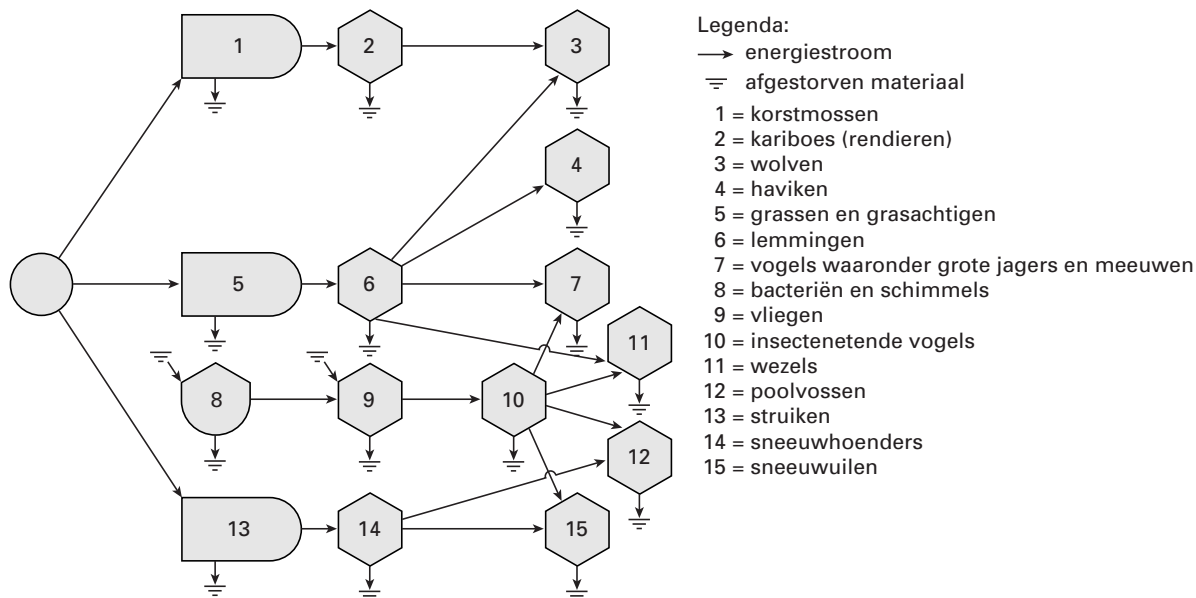 1
2
3
4
5
6
7
8
9
10
11
12
13
14
15
Legenda:
energiestroom
afgestorven materiaal
1 = korstmossen
2 = kariboes (rendieren)
3 = wolven
4 = haviken
5 = grassen en grasachtigen
6 = lemmingen
7 = vogels waaronder grote jagers en meeuwen
8 = bacteriën en schimmels
9 = vliegen
10 = insectenetende vogels
11 = wezels
12 = poolvossen
13 = struiken
14 = sneeuwhoenders
15 = sneeuwuilen